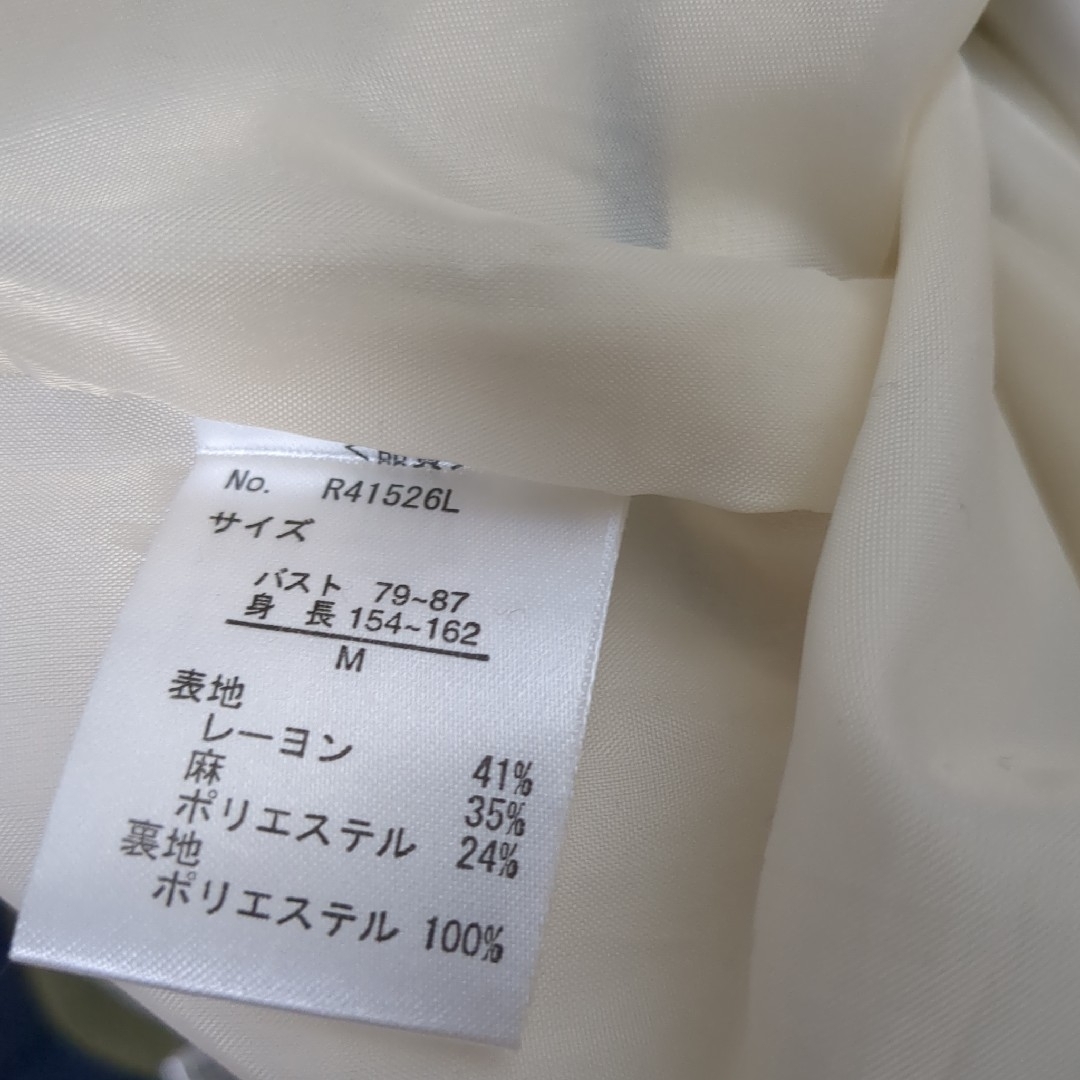 No. R41526L
サイズ
バスト 79~87
身 長 154~162
M
表地
レーヨン 41%
麻 35%
ポリエステル 24%
裏地
ポリエステル 100%